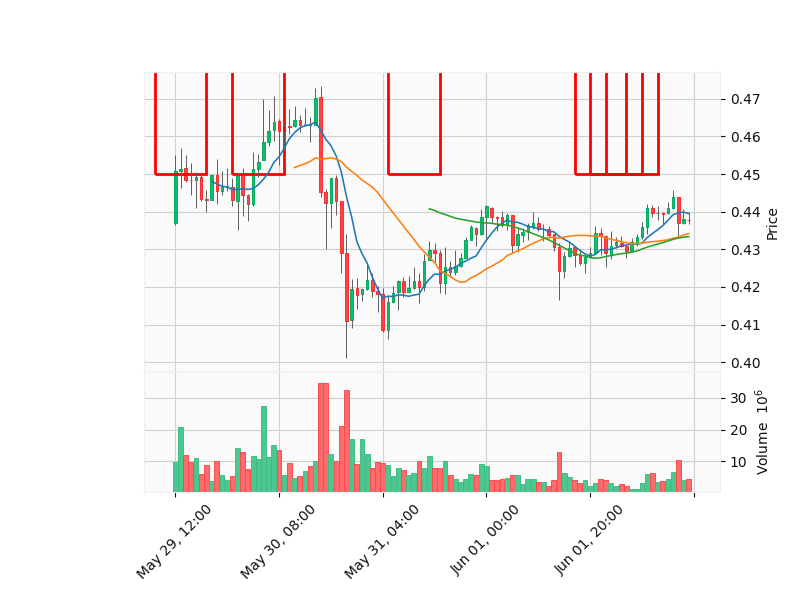 0.47
0.46
0.45
0.44
0.43
0.42
0.41
0.40
Price
30
20
10
Volume 10^6
May 29, 12:00
May 30, 08:00
May 31, 04:00
Jun 01, 00:00
Jun 01, 20:00